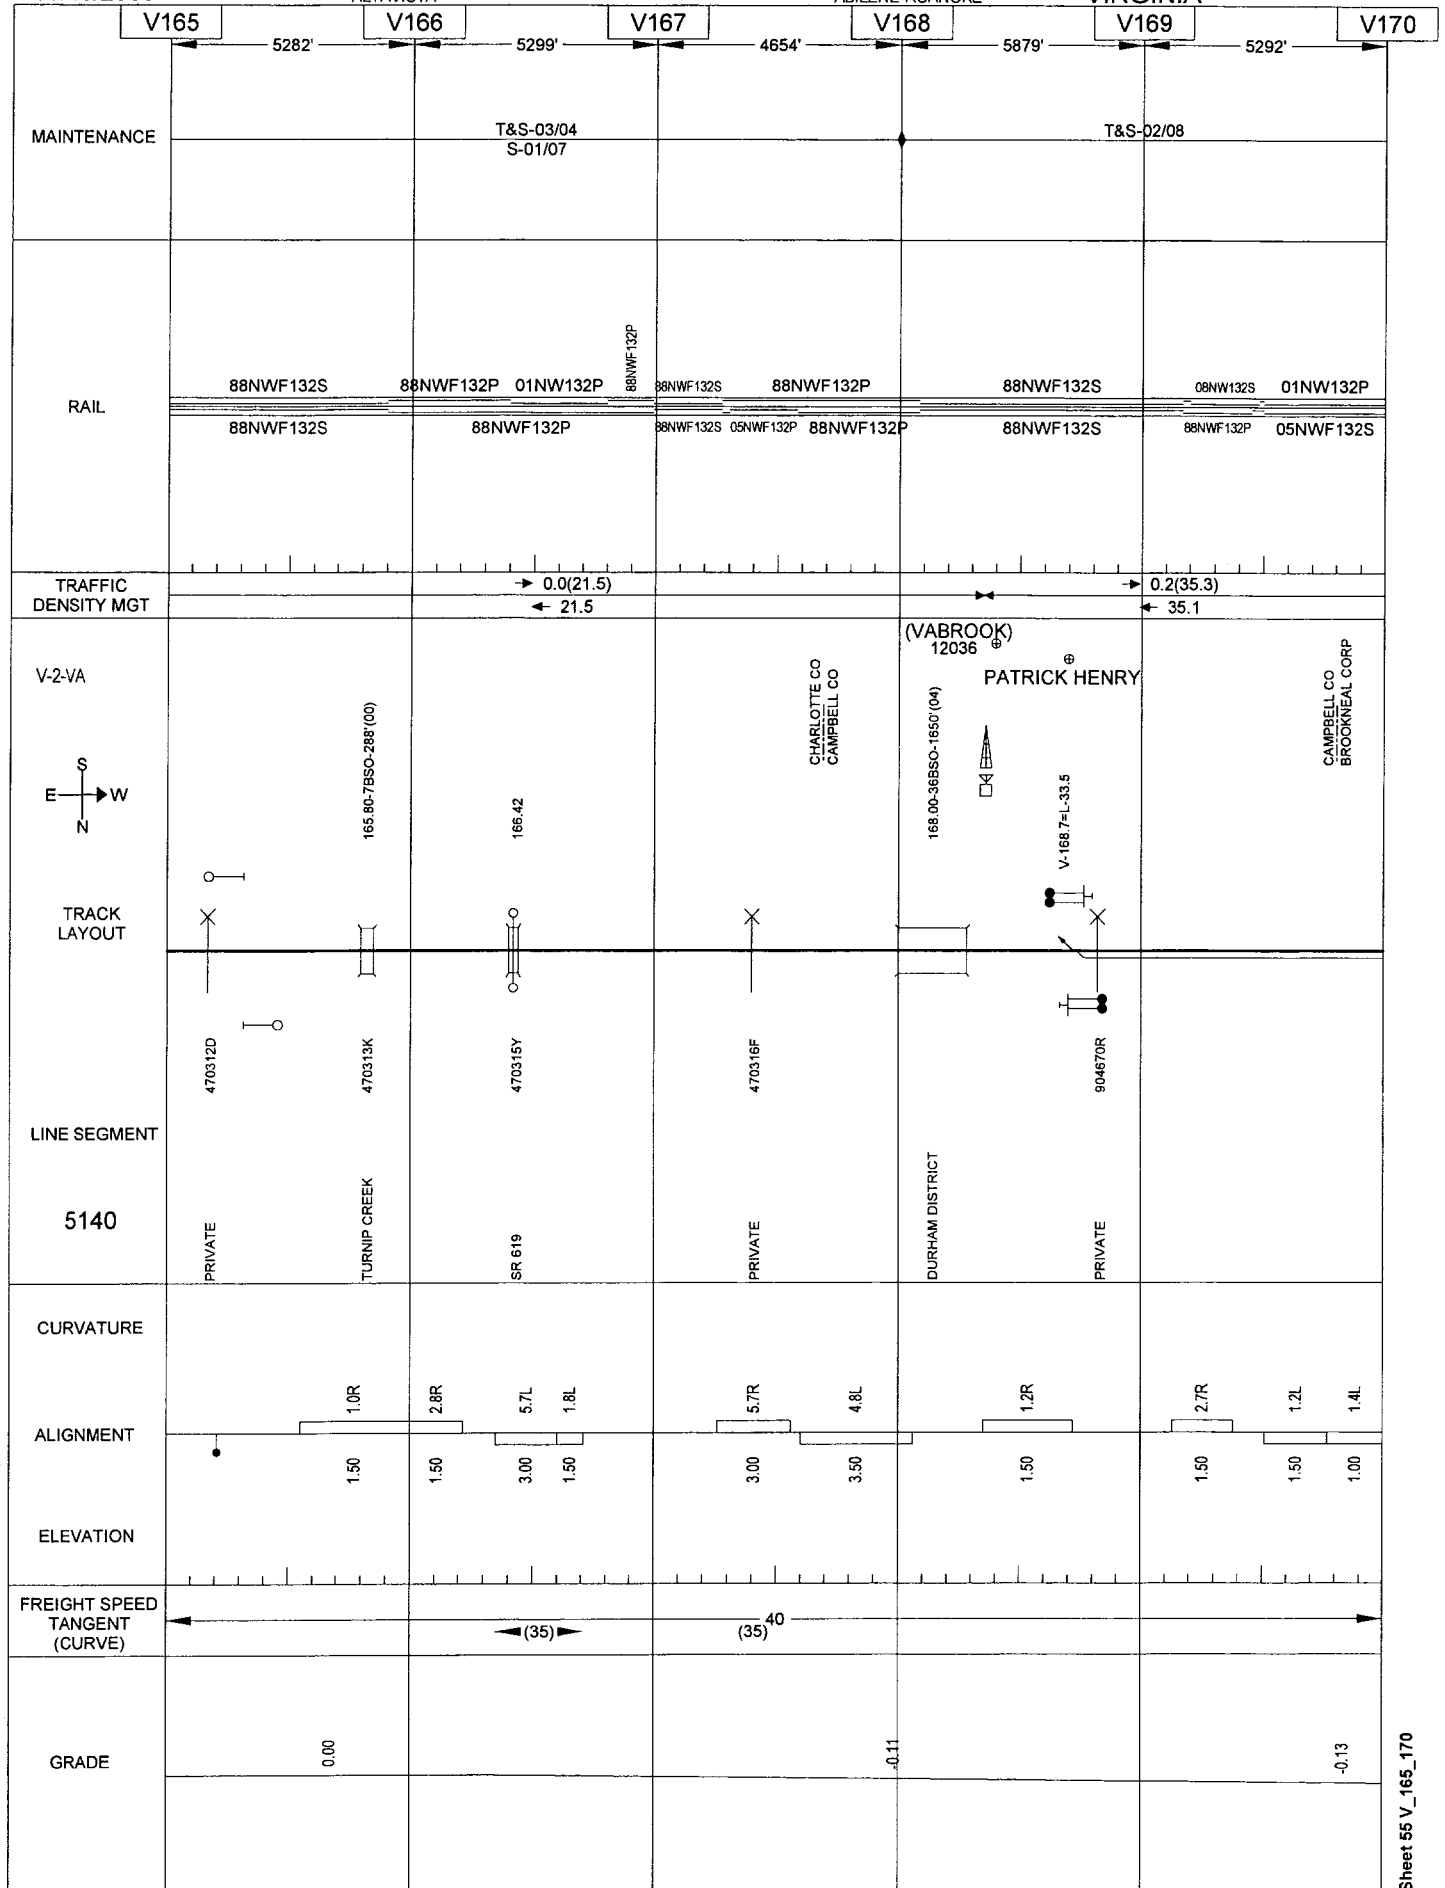 ALTAVISTA
ABILENE-ROANOKE
VIRGINIA
V165 V166 V167 V168 V169 V170
5282' 5299' 4654' 5879' 5292'
MAINTENANCE
T&S-03/04
S-01/07
T&S-02/08
RAIL
88NWF132S 88NWF132P 01NW132P 88NWF132P 88NWF132S 88NWF132P 88NWF132S 08NW132S 01NW132P
88NWF132S 88NWF132P 88NWF132S 05NWF132P 88NWF132P 88NWF132S 88NWF132P 05NWF132S
TRAFFIC
DENSITY MGT
0.0(21.5) 0.2(35.3)
21.5 35.1
V-2-VA
(VABROOK)
12036
PATRICK HENRY
165.80-7BSO-288'(00)
166.42
CHARLOTTE CO
CAMPBELL CO
168.00-36BSO-1650'(04)
V-168.7=L-33.5
CAMPBELL CO
BROOKNEAL CORP
S
E W
N
TRACK
LAYOUT
470312D
470313K
470315Y
470316F
904670R
LINE SEGMENT
5140
PRIVATE
TURNIP CREEK
SR 619
PRIVATE
DURHAM DISTRICT
PRIVATE
CURVATURE
1.0R 2.8R 5.7L 1.8L 5.7R 4.8L 1.2R 2.7R 1.2L 1.4L
ALIGNMENT
1.50 1.50 3.00 1.50 3.00 3.50 1.50 1.50 1.50 1.00
ELEVATION
FREIGHT SPEED
TANGENT
(CURVE)
40
(35) (35)
GRADE
0.00 -0.11 -0.13
Sheet 55 V_165_170